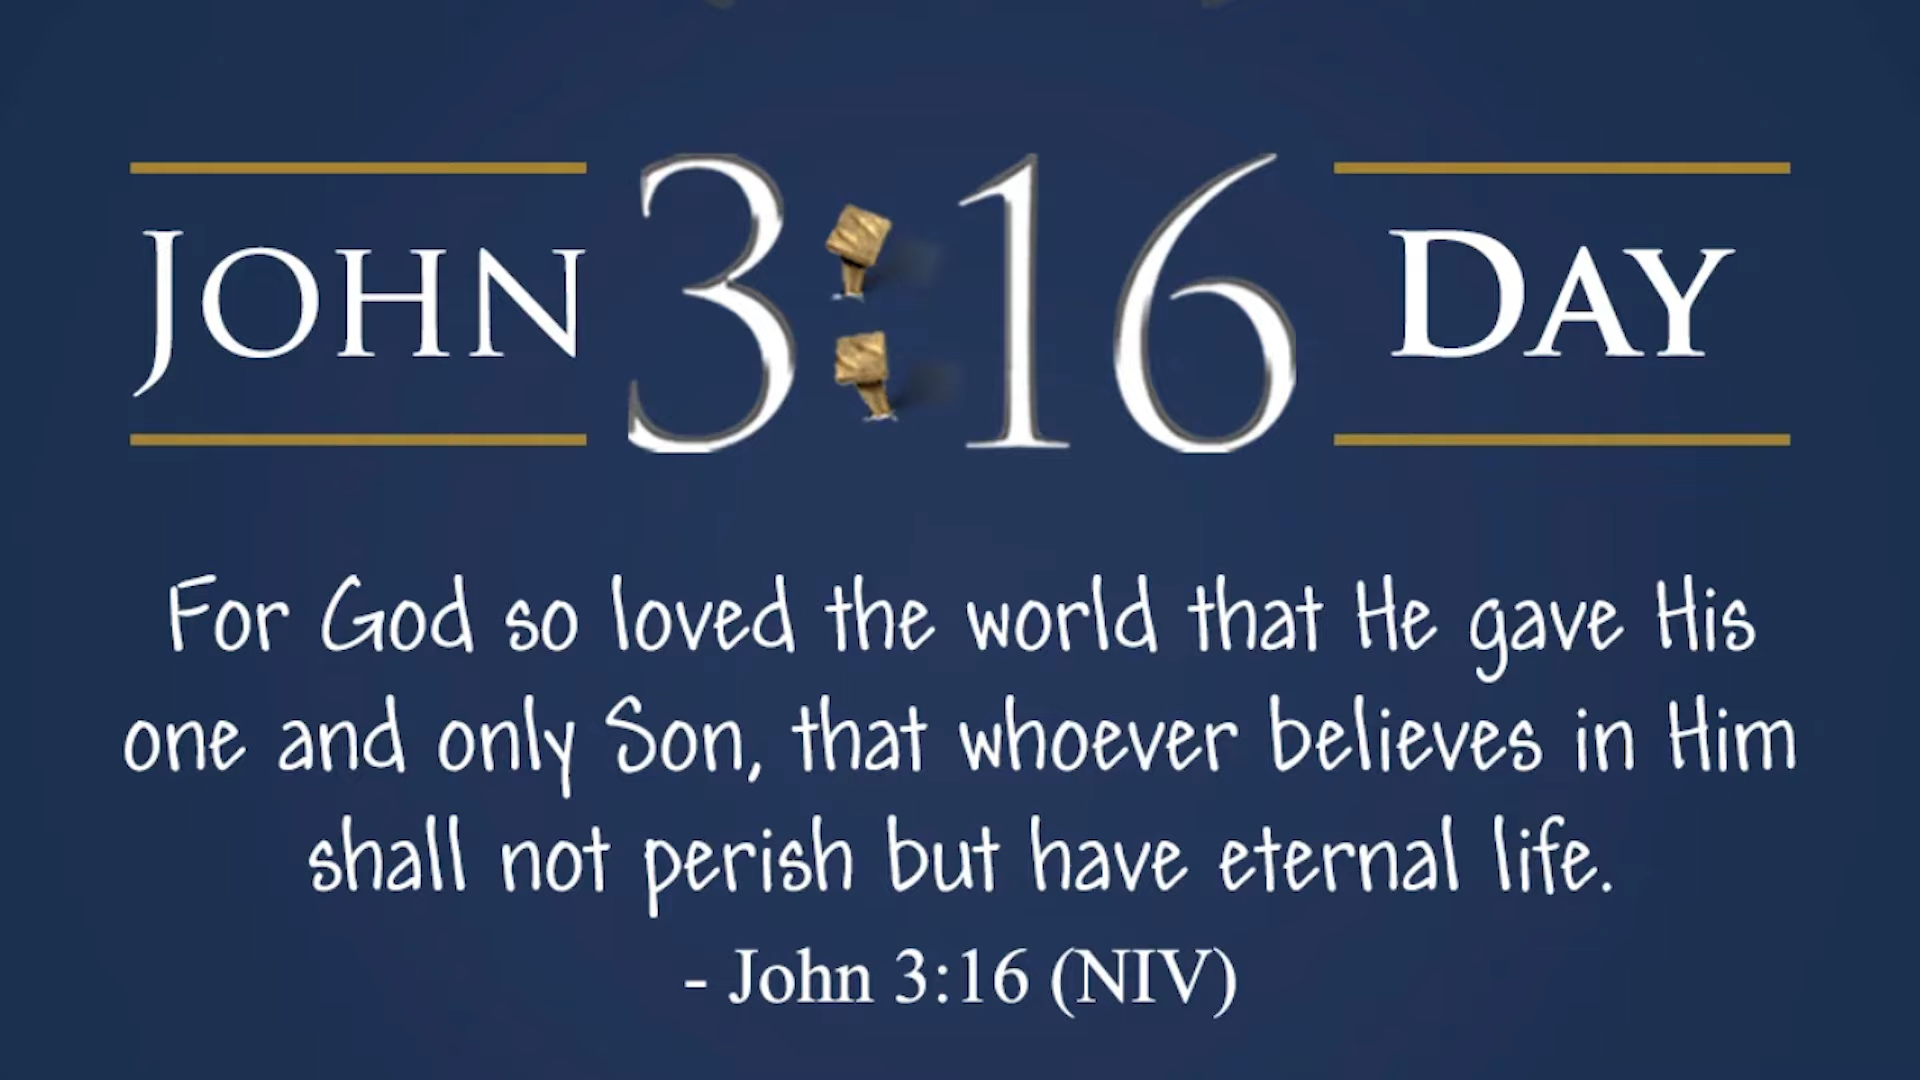 JOHN 3:16 DAY
For God so loved the world that He gave His
one and only Son, that whoever believes in Him
shall not perish but have eternal life.
- John 3:16 (NIV)